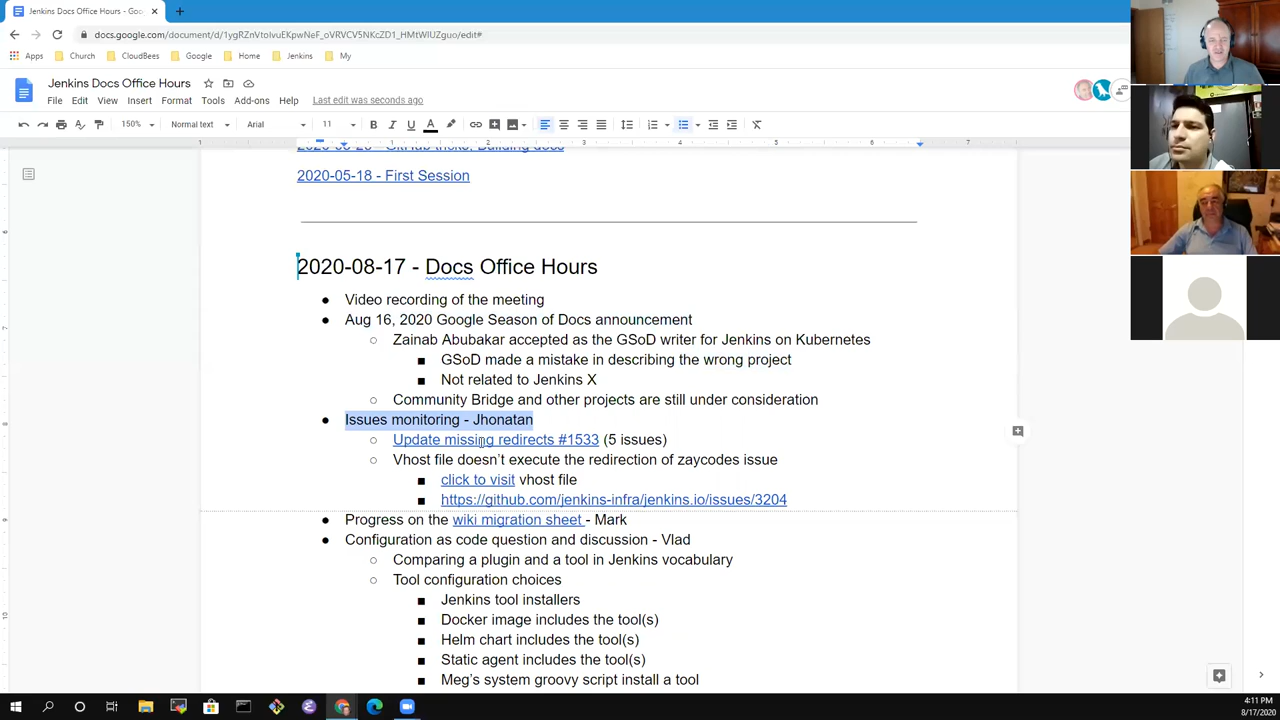 Jenkins Docs Office Hours - Goo
docs.google.com/document/d/1ygRZnVtoIvuEKpwNeF_oVRVCV5NKcZD1_HMtWIUZguo/edit#
Apps Church CloudBees Google Home Jenkins My
Jenkins Docs Office Hours
File Edit View Insert Format Tools Add-ons Help Last edit was seconds ago
150% Normal text Arial 11 B I U A
1 1 2 3 4 5 6 7
2020-05-18 - First Session
2020-08-17 - Docs Office Hours
● Video recording of the meeting
● Aug 16, 2020 Google Season of Docs announcement
○ Zainab Abubakar accepted as the GSoD writer for Jenkins on Kubernetes
■ GSoD made a mistake in describing the wrong project
■ Not related to Jenkins X
○ Community Bridge and other projects are still under consideration
● Issues monitoring - Jhonatan
○ Update missing redirects #1533 (5 issues)
○ Vhost file doesn't execute the redirection of zaycodes issue
■ click to visit vhost file
■ https://github.com/jenkins-infra/jenkins.io/issues/3204
● Progress on the wiki migration sheet - Mark
● Configuration as code question and discussion - Vlad
○ Comparing a plugin and a tool in Jenkins vocabulary
○ Tool configuration choices
■ Jenkins tool installers
■ Docker image includes the tool(s)
■ Helm chart includes the tool(s)
■ Static agent includes the tool(s)
■ Meg's system groovy script install a tool
4:11 PM
8/17/2020